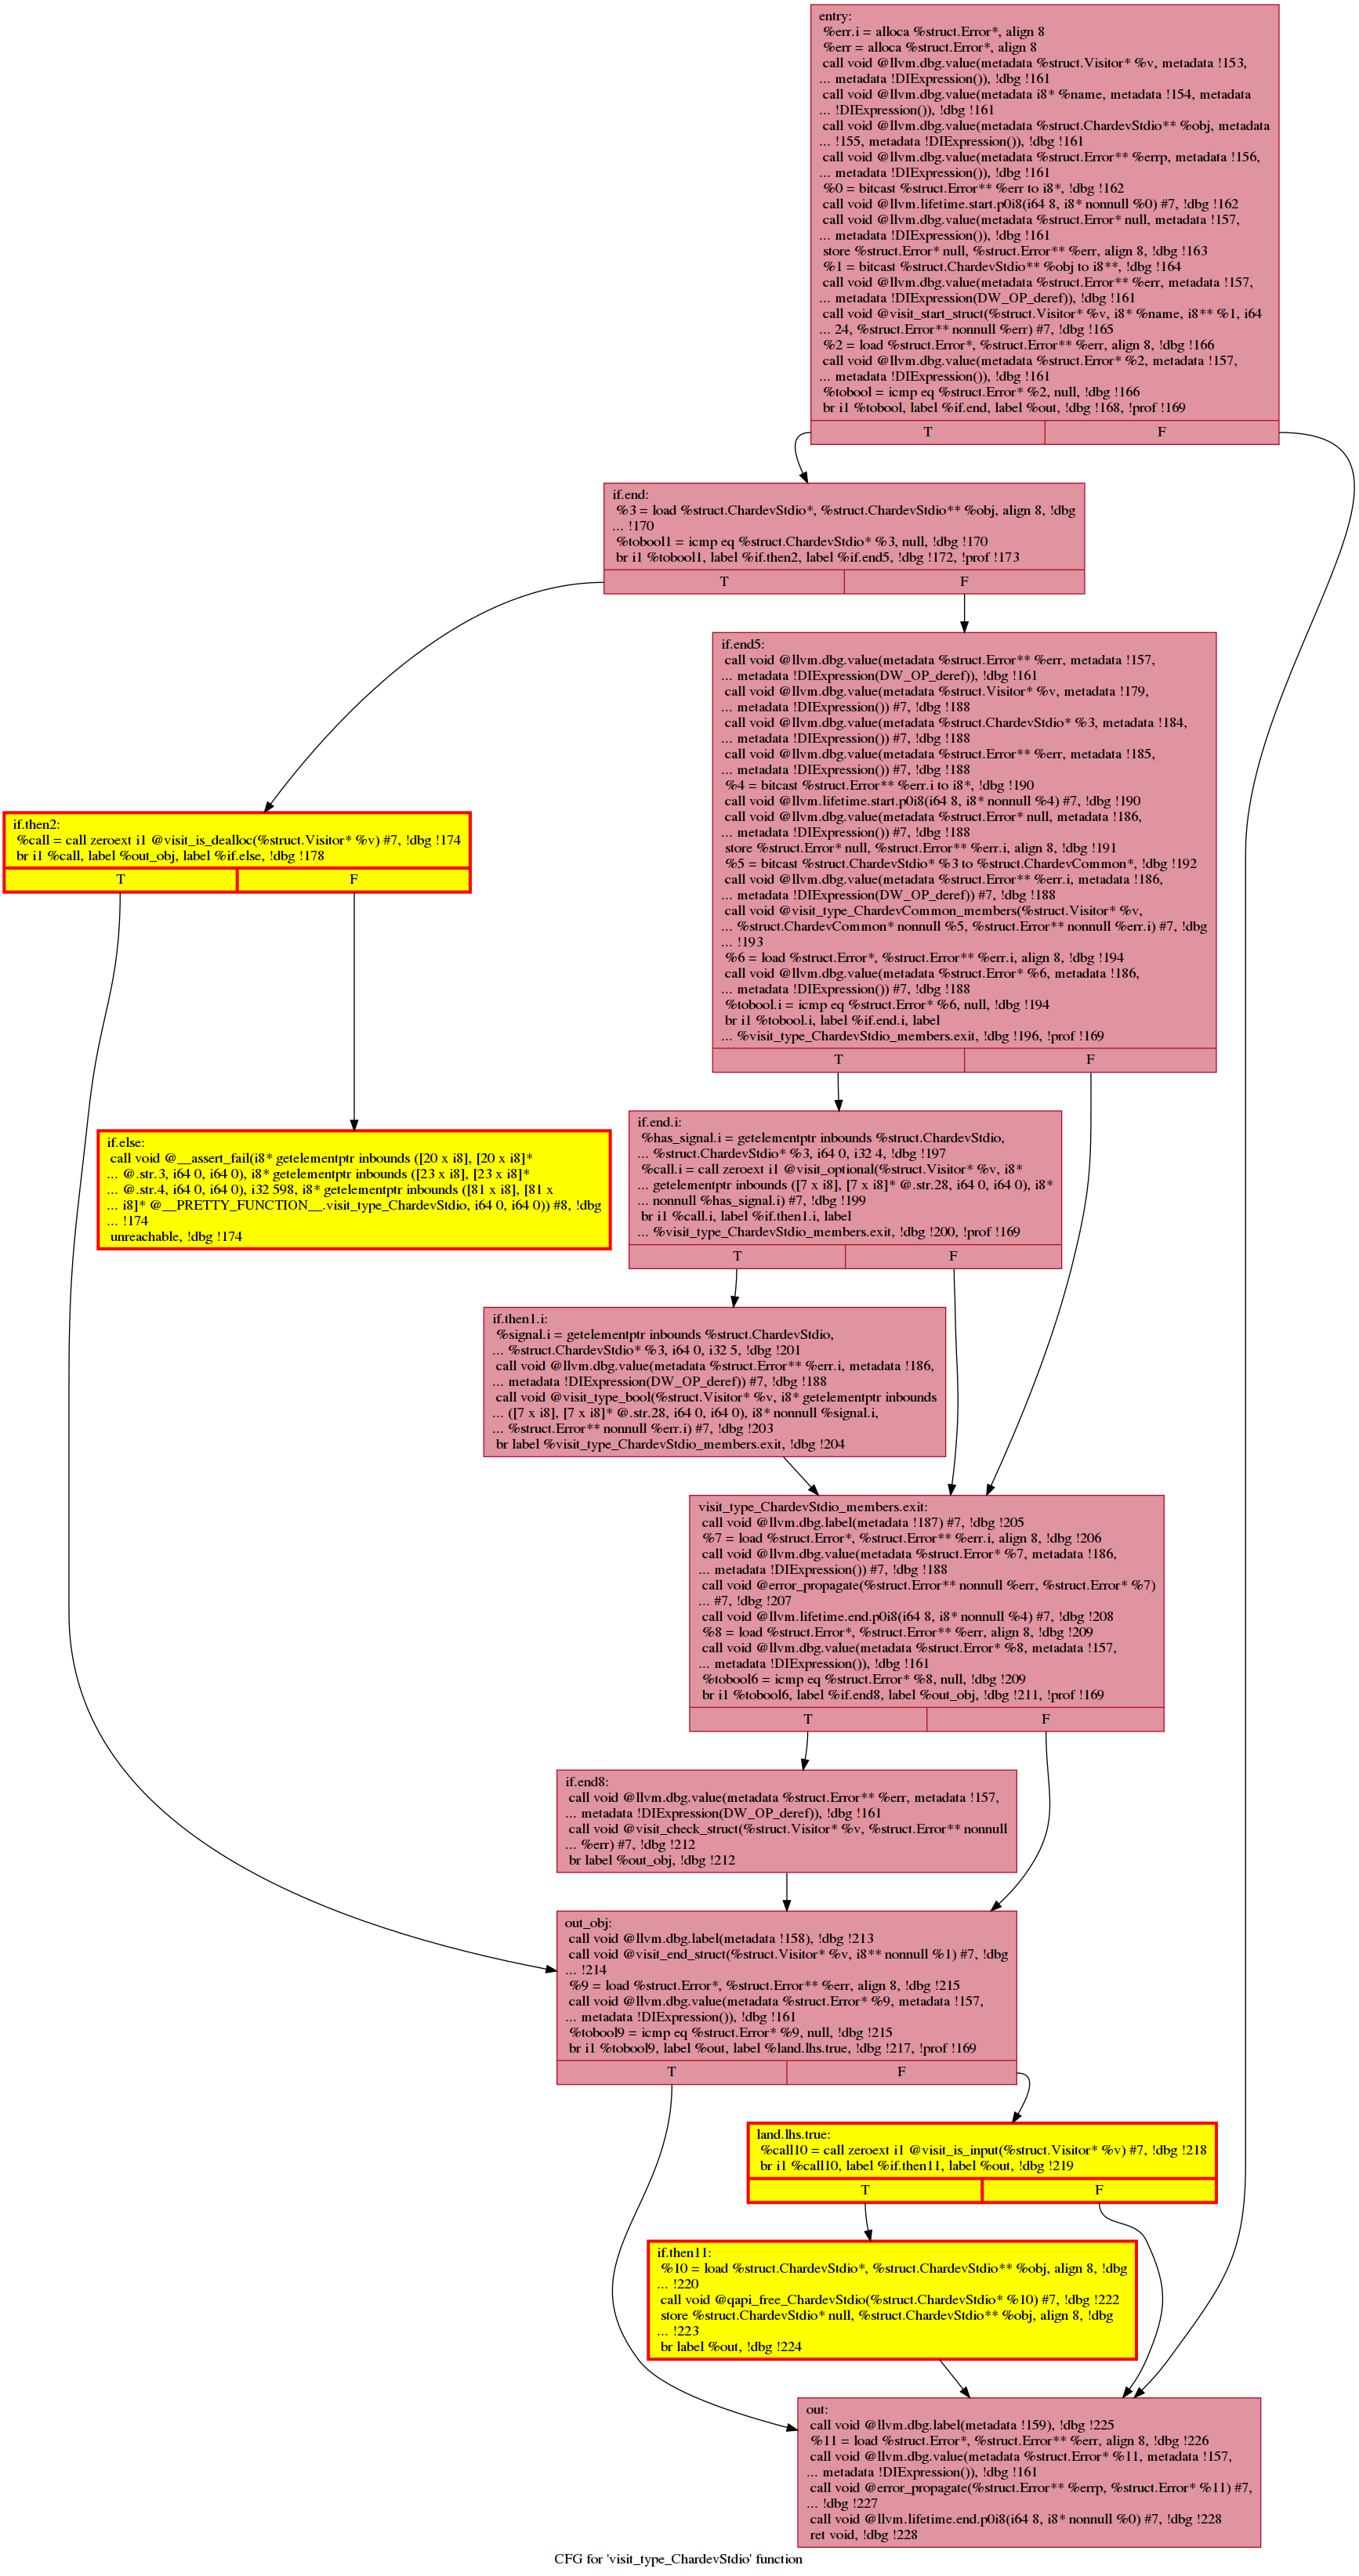 entry:
%err.i = alloca %struct.Error*, align 8
%err = alloca %struct.Error*, align 8
call void @llvm.dbg.value(metadata %struct.Visitor* %v, metadata !153,
... metadata !DIExpression()), !dbg !161
call void @llvm.dbg.value(metadata i8* %name, metadata !154, metadata
... !DIExpression()), !dbg !161
call void @llvm.dbg.value(metadata %struct.ChardevStdio** %obj, metadata
... !155, metadata !DIExpression()), !dbg !161
call void @llvm.dbg.value(metadata %struct.Error** %errp, metadata !156,
... metadata !DIExpression()), !dbg !161
%0 = bitcast %struct.Error** %err to i8*, !dbg !162
call void @llvm.lifetime.start.p0i8(i64 8, i8* nonnull %0) #7, !dbg !162
call void @llvm.dbg.value(metadata %struct.Error* null, metadata !157,
... metadata !DIExpression()), !dbg !161
store %struct.Error* null, %struct.Error** %err, align 8, !dbg !163
%1 = bitcast %struct.ChardevStdio** %obj to i8**, !dbg !164
call void @llvm.dbg.value(metadata %struct.Error** %err, metadata !157,
... metadata !DIExpression(DW_OP_deref)), !dbg !161
call void @visit_start_struct(%struct.Visitor* %v, i8* %name, i8** %1, i64
... 24, %struct.Error** nonnull %err) #7, !dbg !165
%2 = load %struct.Error*, %struct.Error** %err, align 8, !dbg !166
call void @llvm.dbg.value(metadata %struct.Error* %2, metadata !157,
... metadata !DIExpression()), !dbg !161
%tobool = icmp eq %struct.Error* %2, null, !dbg !166
br i1 %tobool, label %if.end, label %out, !dbg !168, !prof !169
T F
if.end:
%3 = load %struct.ChardevStdio*, %struct.ChardevStdio** %obj, align 8, !dbg
... !170
%tobool1 = icmp eq %struct.ChardevStdio* %3, null, !dbg !170
br i1 %tobool1, label %if.then2, label %if.end5, !dbg !172, !prof !173
T F
if.end5:
call void @llvm.dbg.value(metadata %struct.Error** %err, metadata !157,
... metadata !DIExpression(DW_OP_deref)), !dbg !161
call void @llvm.dbg.value(metadata %struct.Visitor* %v, metadata !179,
... metadata !DIExpression()) #7, !dbg !188
call void @llvm.dbg.value(metadata %struct.ChardevStdio* %3, metadata !184,
... metadata !DIExpression()) #7, !dbg !188
call void @llvm.dbg.value(metadata %struct.Error** %err, metadata !185,
... metadata !DIExpression()) #7, !dbg !188
%4 = bitcast %struct.Error** %err.i to i8*, !dbg !190
call void @llvm.lifetime.start.p0i8(i64 8, i8* nonnull %4) #7, !dbg !190
call void @llvm.dbg.value(metadata %struct.Error* null, metadata !186,
... metadata !DIExpression()) #7, !dbg !188
store %struct.Error* null, %struct.Error** %err.i, align 8, !dbg !191
%5 = bitcast %struct.ChardevStdio* %3 to %struct.ChardevCommon*, !dbg !192
call void @llvm.dbg.value(metadata %struct.Error** %err.i, metadata !186,
... metadata !DIExpression(DW_OP_deref)) #7, !dbg !188
call void @visit_type_ChardevCommon_members(%struct.Visitor* %v,
... %struct.ChardevCommon* nonnull %5, %struct.Error** nonnull %err.i) #7, !dbg
... !193
%6 = load %struct.Error*, %struct.Error** %err.i, align 8, !dbg !194
call void @llvm.dbg.value(metadata %struct.Error* %6, metadata !186,
... metadata !DIExpression()) #7, !dbg !188
%tobool.i = icmp eq %struct.Error* %6, null, !dbg !194
br i1 %tobool.i, label %if.end.i, label
... %visit_type_ChardevStdio_members.exit, !dbg !196, !prof !169
T F
if.then2:
%call = call zeroext i1 @visit_is_dealloc(%struct.Visitor* %v) #7, !dbg !174
br i1 %call, label %out_obj, label %if.else, !dbg !178
T F
if.else:
call void @__assert_fail(i8* getelementptr inbounds ([20 x i8], [20 x i8]*
... @.str.3, i64 0, i64 0), i8* getelementptr inbounds ([23 x i8], [23 x i8]*
... @.str.4, i64 0, i64 0), i32 598, i8* getelementptr inbounds ([81 x i8], [81 x
... i8]* @__PRETTY_FUNCTION__.visit_type_ChardevStdio, i64 0, i64 0)) #8, !dbg
... !174
unreachable, !dbg !174
if.end.i:
%has_signal.i = getelementptr inbounds %struct.ChardevStdio,
... %struct.ChardevStdio* %3, i64 0, i32 4, !dbg !197
%call.i = call zeroext i1 @visit_optional(%struct.Visitor* %v, i8*
... getelementptr inbounds ([7 x i8], [7 x i8]* @.str.28, i64 0, i64 0), i8*
... nonnull %has_signal.i) #7, !dbg !199
br i1 %call.i, label %if.then1.i, label
... %visit_type_ChardevStdio_members.exit, !dbg !200, !prof !169
T F
if.then1.i:
%signal.i = getelementptr inbounds %struct.ChardevStdio,
... %struct.ChardevStdio* %3, i64 0, i32 5, !dbg !201
call void @llvm.dbg.value(metadata %struct.Error** %err.i, metadata !186,
... metadata !DIExpression(DW_OP_deref)) #7, !dbg !188
call void @visit_type_bool(%struct.Visitor* %v, i8* getelementptr inbounds
... ([7 x i8], [7 x i8]* @.str.28, i64 0, i64 0), i8* nonnull %signal.i,
... %struct.Error** nonnull %err.i) #7, !dbg !203
br label %visit_type_ChardevStdio_members.exit, !dbg !204
visit_type_ChardevStdio_members.exit:
call void @llvm.dbg.label(metadata !187) #7, !dbg !205
%7 = load %struct.Error*, %struct.Error** %err.i, align 8, !dbg !206
call void @llvm.dbg.value(metadata %struct.Error* %7, metadata !186,
... metadata !DIExpression()) #7, !dbg !188
call void @error_propagate(%struct.Error** nonnull %err, %struct.Error* %7)
... #7, !dbg !207
call void @llvm.lifetime.end.p0i8(i64 8, i8* nonnull %4) #7, !dbg !208
%8 = load %struct.Error*, %struct.Error** %err, align 8, !dbg !209
call void @llvm.dbg.value(metadata %struct.Error* %8, metadata !157,
... metadata !DIExpression()), !dbg !161
%tobool6 = icmp eq %struct.Error* %8, null, !dbg !209
br i1 %tobool6, label %if.end8, label %out_obj, !dbg !211, !prof !169
T F
if.end8:
call void @llvm.dbg.value(metadata %struct.Error** %err, metadata !157,
... metadata !DIExpression(DW_OP_deref)), !dbg !161
call void @visit_check_struct(%struct.Visitor* %v, %struct.Error** nonnull
... %err) #7, !dbg !212
br label %out_obj, !dbg !212
out_obj:
call void @llvm.dbg.label(metadata !158), !dbg !213
call void @visit_end_struct(%struct.Visitor* %v, i8** nonnull %1) #7, !dbg
... !214
%9 = load %struct.Error*, %struct.Error** %err, align 8, !dbg !215
call void @llvm.dbg.value(metadata %struct.Error* %9, metadata !157,
... metadata !DIExpression()), !dbg !161
%tobool9 = icmp eq %struct.Error* %9, null, !dbg !215
br i1 %tobool9, label %out, label %land.lhs.true, !dbg !217, !prof !169
T F
land.lhs.true:
%call10 = call zeroext i1 @visit_is_input(%struct.Visitor* %v) #7, !dbg !218
br i1 %call10, label %if.then11, label %out, !dbg !219
T F
if.then11:
%10 = load %struct.ChardevStdio*, %struct.ChardevStdio** %obj, align 8, !dbg
... !220
call void @qapi_free_ChardevStdio(%struct.ChardevStdio* %10) #7, !dbg !222
store %struct.ChardevStdio* null, %struct.ChardevStdio** %obj, align 8, !dbg
... !223
br label %out, !dbg !224
out:
call void @llvm.dbg.label(metadata !159), !dbg !225
%11 = load %struct.Error*, %struct.Error** %err, align 8, !dbg !226
call void @llvm.dbg.value(metadata %struct.Error* %11, metadata !157,
... metadata !DIExpression()), !dbg !161
call void @error_propagate(%struct.Error** %errp, %struct.Error* %11) #7,
... !dbg !227
call void @llvm.lifetime.end.p0i8(i64 8, i8* nonnull %0) #7, !dbg !228
ret void, !dbg !228
CFG for 'visit_type_ChardevStdio' function